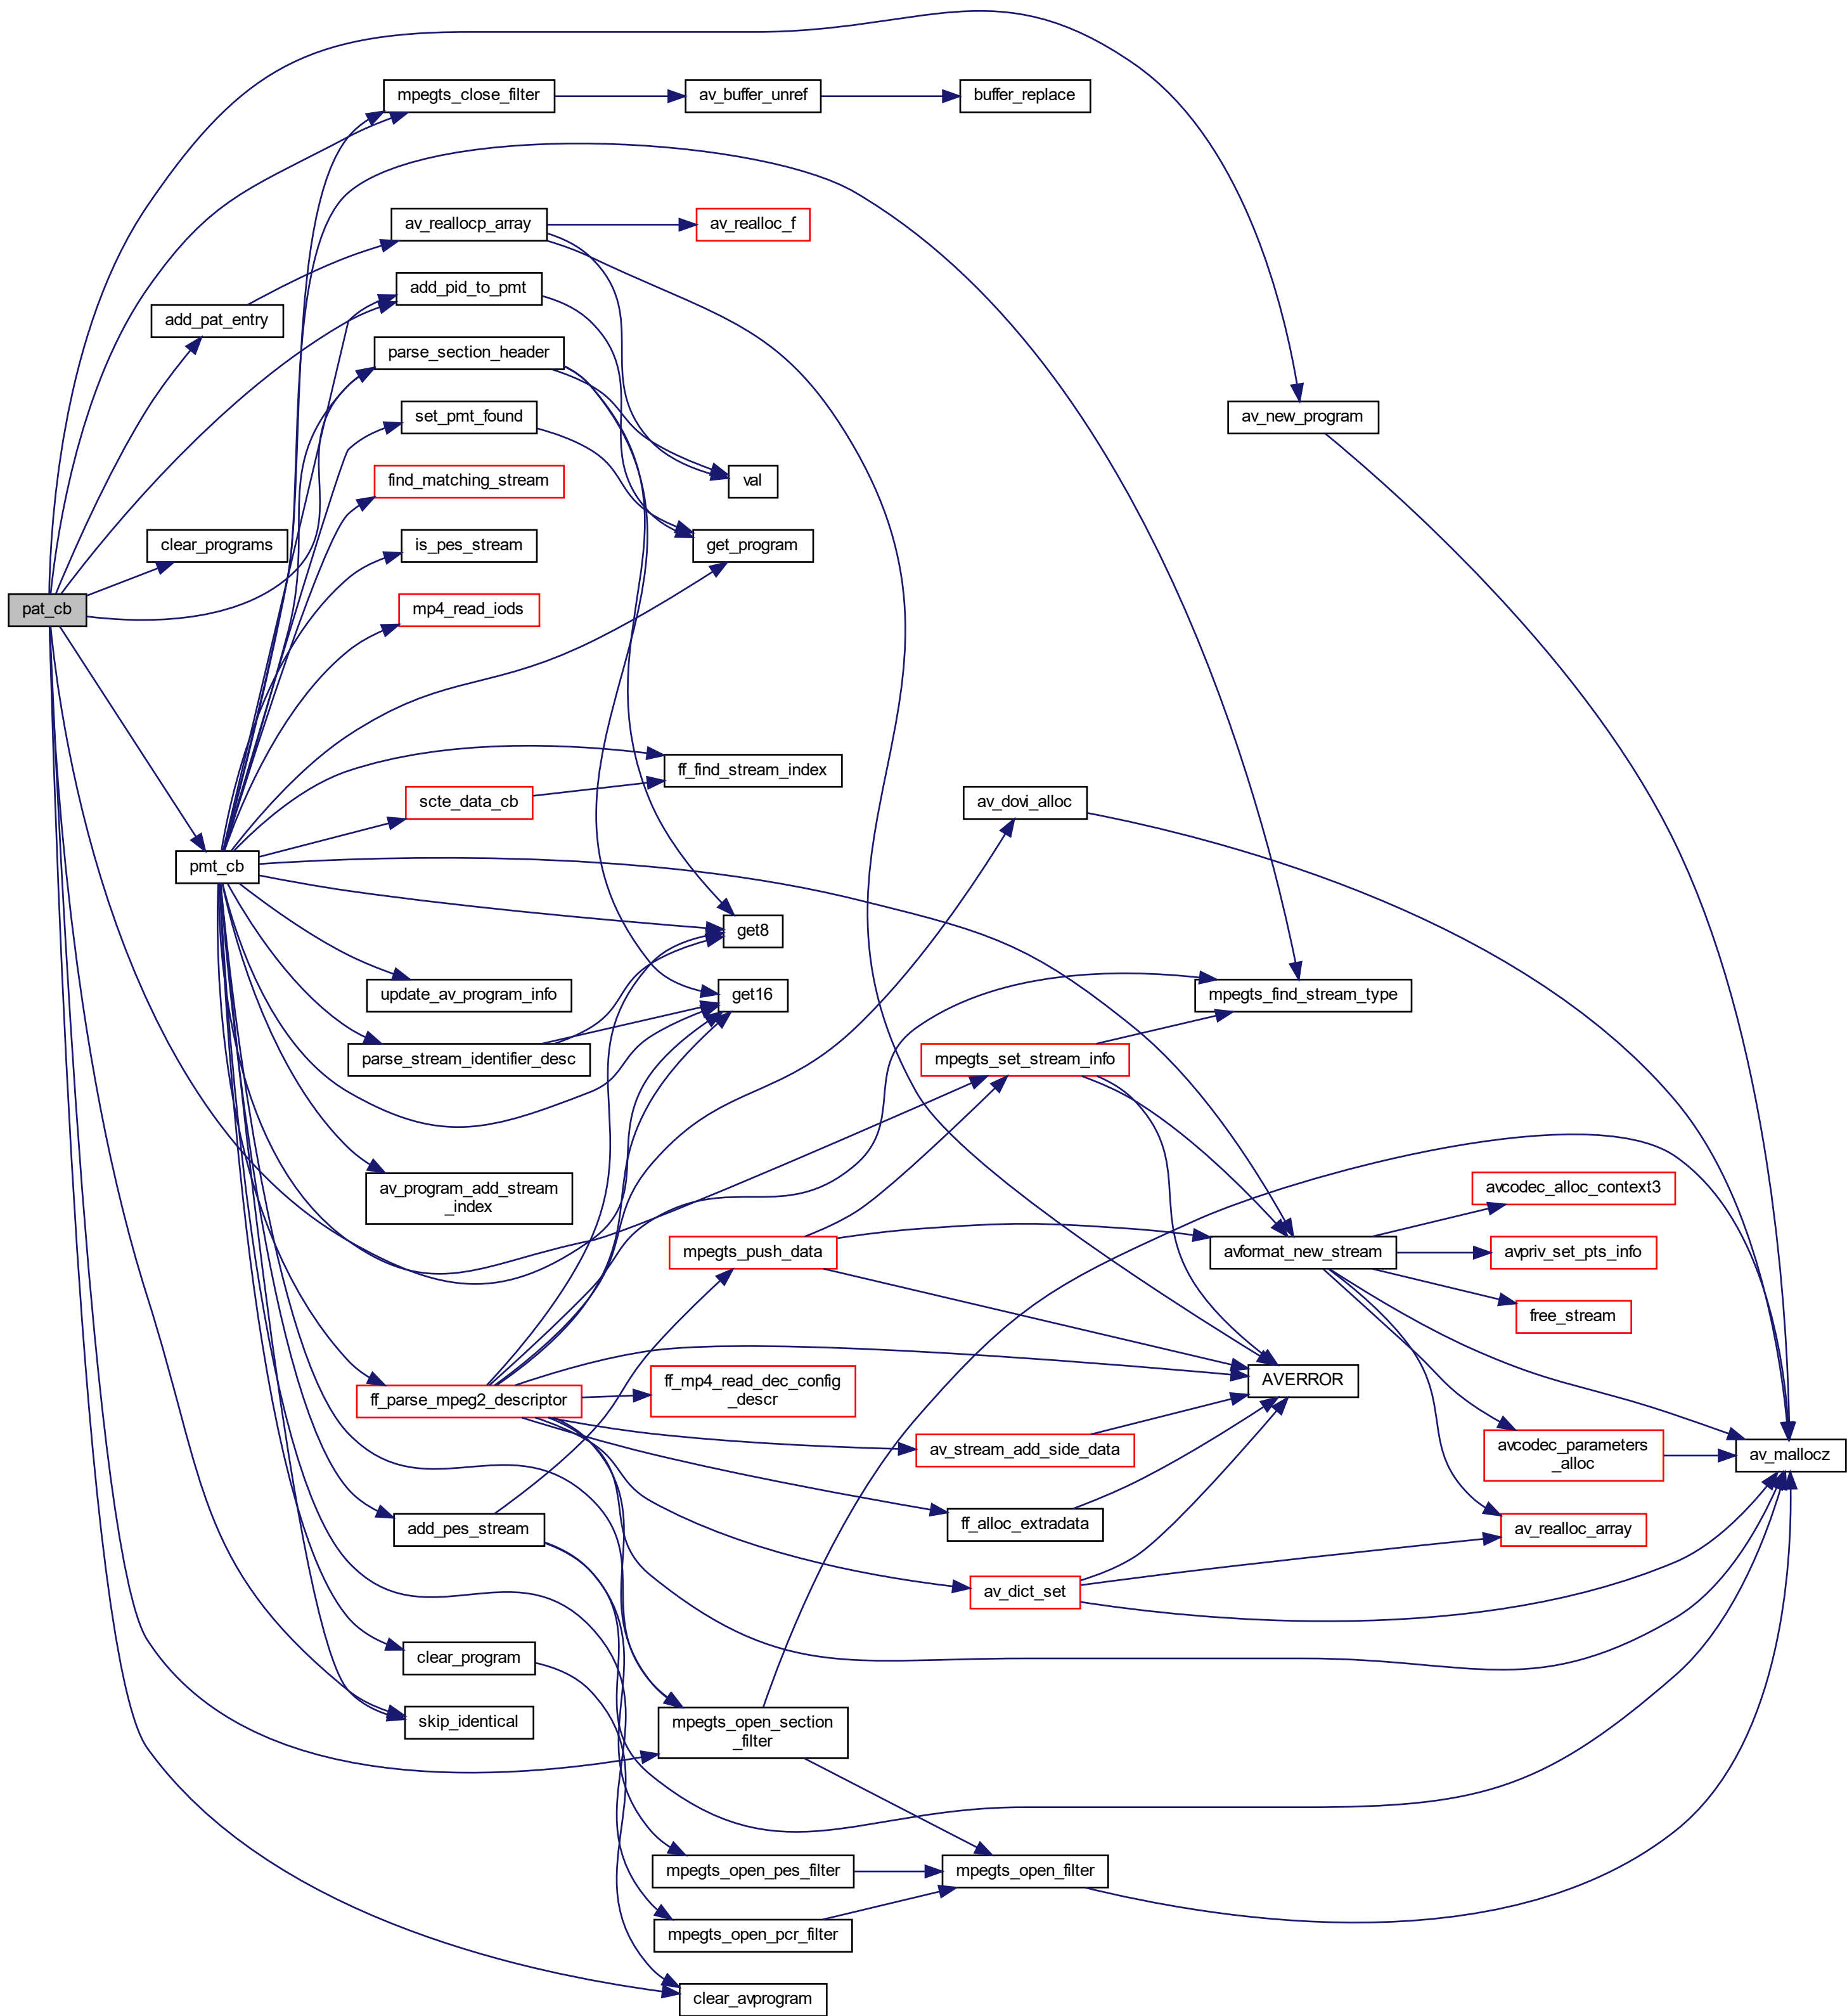 mpegts_close_filter
av_buffer_unref
buffer_replace
av_reallocp_array
av_realloc_f
add_pid_to_pmt
add_pat_entry
parse_section_header
set_pmt_found
av_new_program
find_matching_stream
val
clear_programs
is_pes_stream
get_program
pat_cb
mp4_read_iods
ff_find_stream_index
scte_data_cb
av_dovi_alloc
pmt_cb
get8
update_av_program_info
get16
mpegts_find_stream_type
parse_stream_identifier_desc
mpegts_set_stream_info
av_program_add_stream
_index
avcodec_alloc_context3
mpegts_push_data
avformat_new_stream
avpriv_set_pts_info
free_stream
ff_parse_mpeg2_descriptor
ff_mp4_read_dec_config
_descr
AVERROR
av_stream_add_side_data
avcodec_parameters
_alloc
av_mallocz
add_pes_stream
ff_alloc_extradata
av_realloc_array
av_dict_set
clear_program
skip_identical
mpegts_open_section
_filter
mpegts_open_pes_filter
mpegts_open_filter
mpegts_open_pcr_filter
clear_avprogram